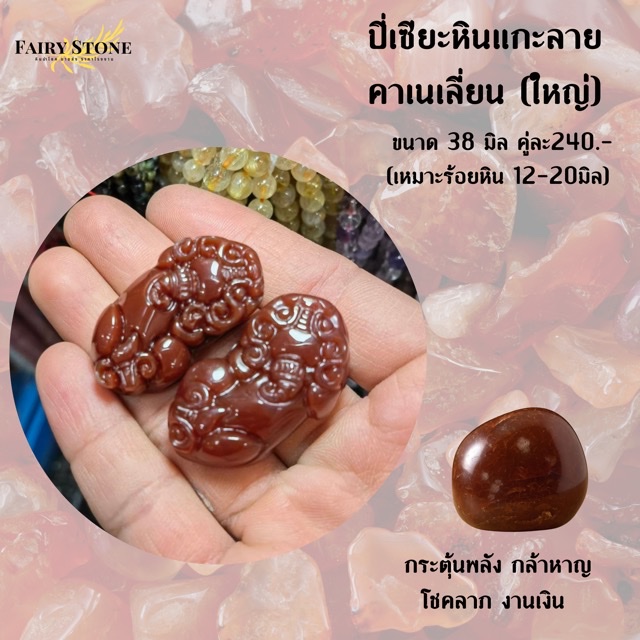 FAIRY STONE
ปี่เซียะหินแกะลาย
คาเนเลี่ยน (ใหญ่)
ขนาด 38 มิล คู่ละ240.-
(เหมาะร้อยหิน 12-20มิล)
กระตุ้นพลัง กล้าหาญ
โชคลาภ งานเงิน